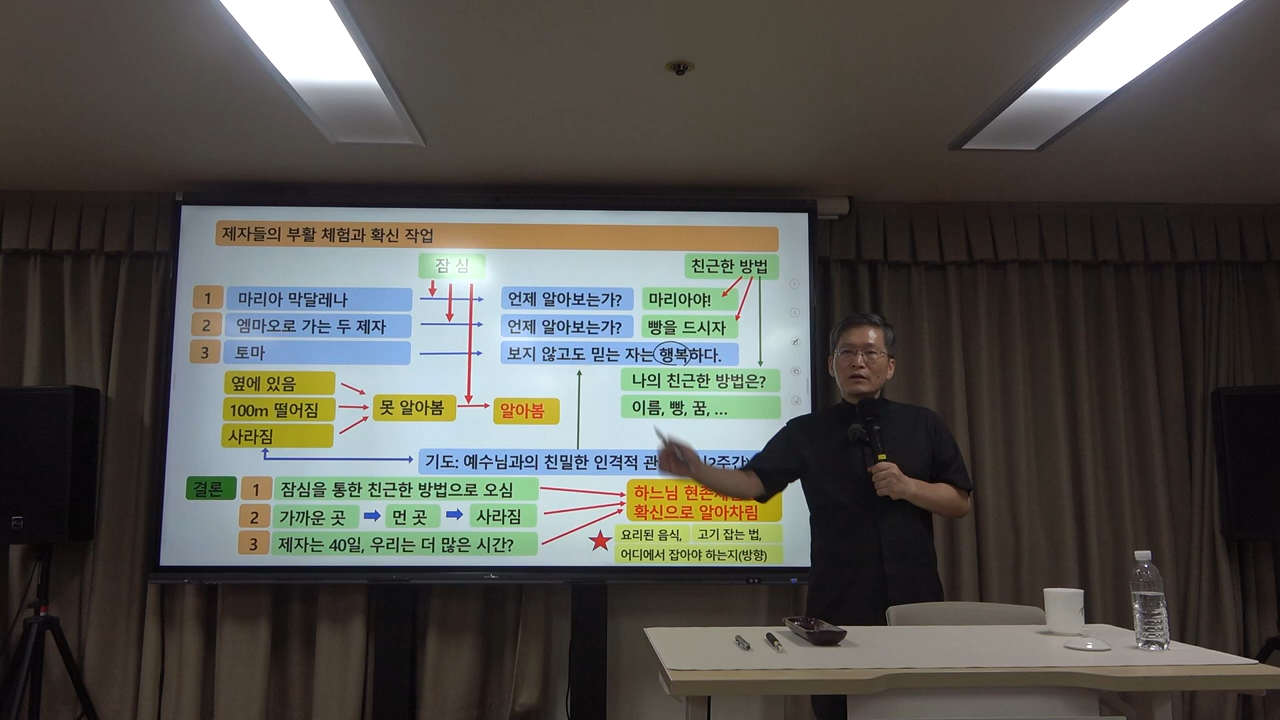 제자들의 부활 체험과 확신 작업
잠 심
친근한 방법
1 마리아 막달레나 언제 알아보는가? 마리아야!
2 엠마오로 가는 두 제자 언제 알아보는가? 빵을 드시자
3 토마 보지 않고도 믿는 자는 행복하다.
옆에 있음
100m 떨어짐
사라짐
못 알아봄
알아봄
나의 친근한 방법은?
이름, 빵, 꿈, ...
기도: 예수님과의 친밀한 인격적
결론
1 잠심을 통한 친근한 방법으로 오심
2 가까운 곳 먼 곳 사라짐
3 제자는 40일, 우리는 더 많은 시간?
하느님
확신으로 알아차림
요리된 음식, 고기 잡는 법,
어디에서 잡아야 하는지(방향)